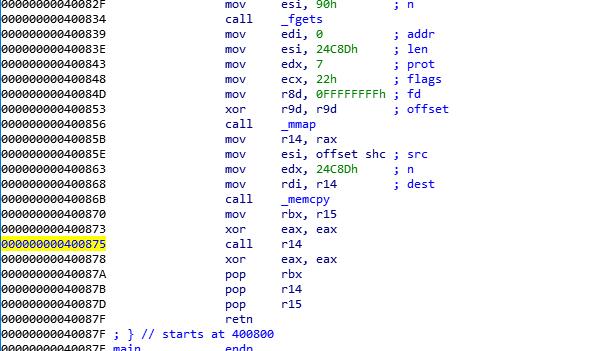 000000000040082F mov esi, 90h ; n
0000000000400834 call _fgets
0000000000400839 mov edi, 0 ; addr
000000000040083E mov esi, 24C8Dh ; len
0000000000400843 mov edx, 7 ; prot
0000000000400848 mov ecx, 22h ; flags
000000000040084D mov r8d, 0FFFFFFFFh ; fd
0000000000400853 xor r9d, r9d ; offset
0000000000400856 call _mmap
000000000040085B mov r14, rax
000000000040085E mov esi, offset shc ; src
0000000000400863 mov edx, 24C8Dh ; n
0000000000400868 mov rdi, r14 ; dest
000000000040086B call _memcpy
0000000000400870 mov rbx, r15
0000000000400873 xor eax, eax
0000000000400875 call r14
0000000000400878 xor eax, eax
000000000040087A pop rbx
000000000040087B pop r14
000000000040087D pop r15
000000000040087F retn
000000000040087F ; } // starts at 400800
000000000040087F main endp